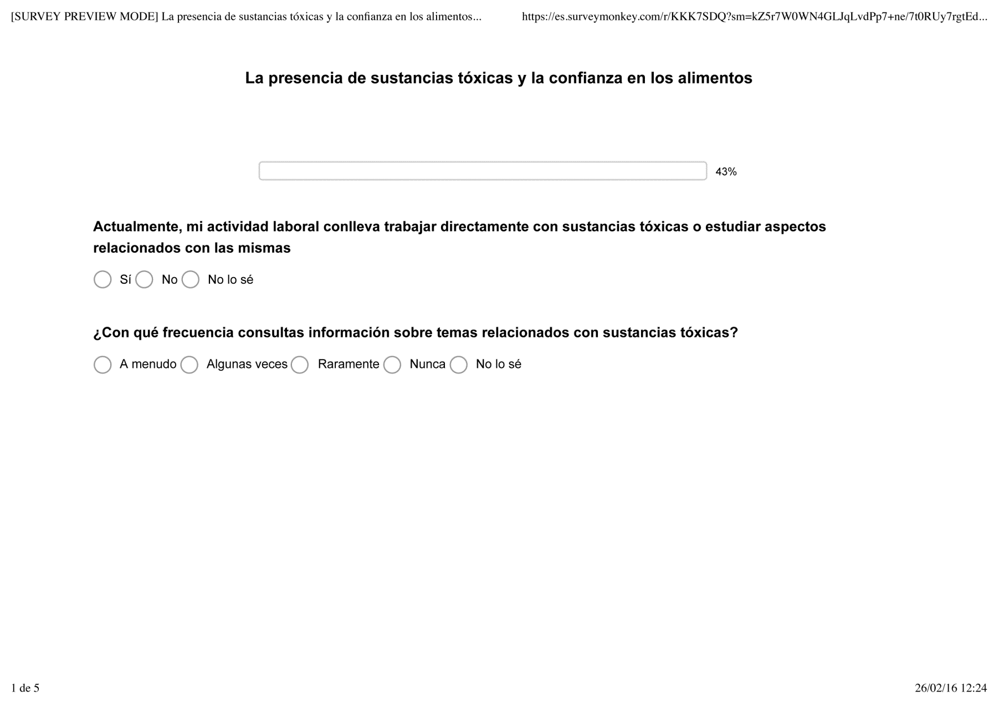 [SURVEY PREVIEW MODE] La presencia de sustancias tóxicas y la confianza en los alimentos... https://es.surveymonkey.com/r/KKK7SDQ?sm=kZ5r7W0WN4GLJqLvdPp7+ne/7t0RUy7rgtEd...
La presencia de sustancias tóxicas y la confianza en los alimentos
43%
Actualmente, mi actividad laboral conlleva trabajar directamente con sustancias tóxicas o estudiar aspectos
relacionados con las mismas
Sí No No lo sé
¿Con qué frecuencia consultas información sobre temas relacionados con sustancias tóxicas?
A menudo Algunas veces Raramente Nunca No lo sé
1 de 5 26/02/16 12:24